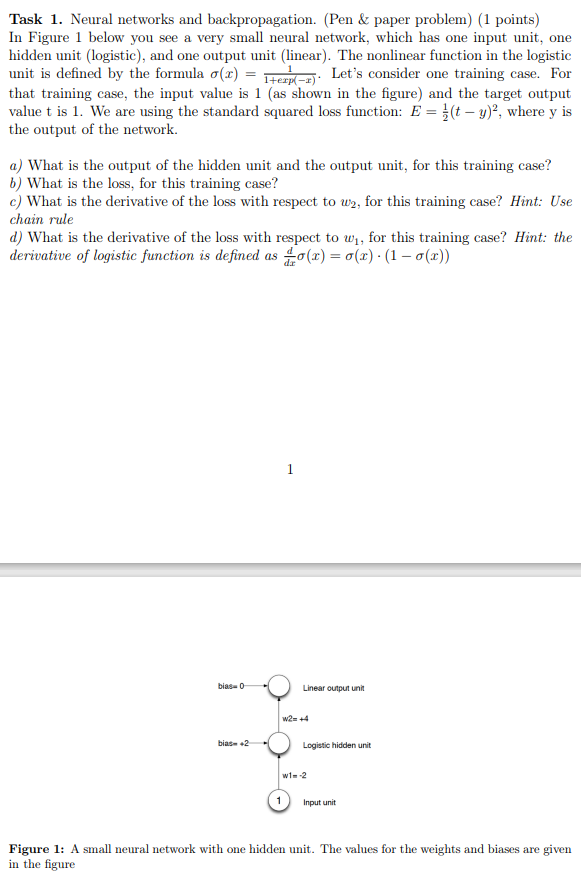 Task 1. Neural networks and backpropagation. (Pen & paper problem) (1 points)
In Figure 1 below you see a very small neural network, which has one input unit, one
hidden unit (logistic), and one output unit (linear). The nonlinear function in the logistic
unit is defined by the formula σ(x) = 1/(1+exp(−x)). Let's consider one training case. For
that training case, the input value is 1 (as shown in the figure) and the target output
value t is 1. We are using the standard squared loss function: E = ½(t − y)², where y is
the output of the network.
a) What is the output of the hidden unit and the output unit, for this training case?
b) What is the loss, for this training case?
c) What is the derivative of the loss with respect to w₂, for this training case? Hint: Use
chain rule
d) What is the derivative of the loss with respect to w₁, for this training case? Hint: the
derivative of logistic function is defined as d/dx σ(x) = σ(x) · (1 − σ(x))
1
bias= 0
Linear output unit
w2= +4
bias= +2
Logistic hidden unit
w1= -2
1
Input unit
Figure 1: A small neural network with one hidden unit. The values for the weights and biases are given
in the figure